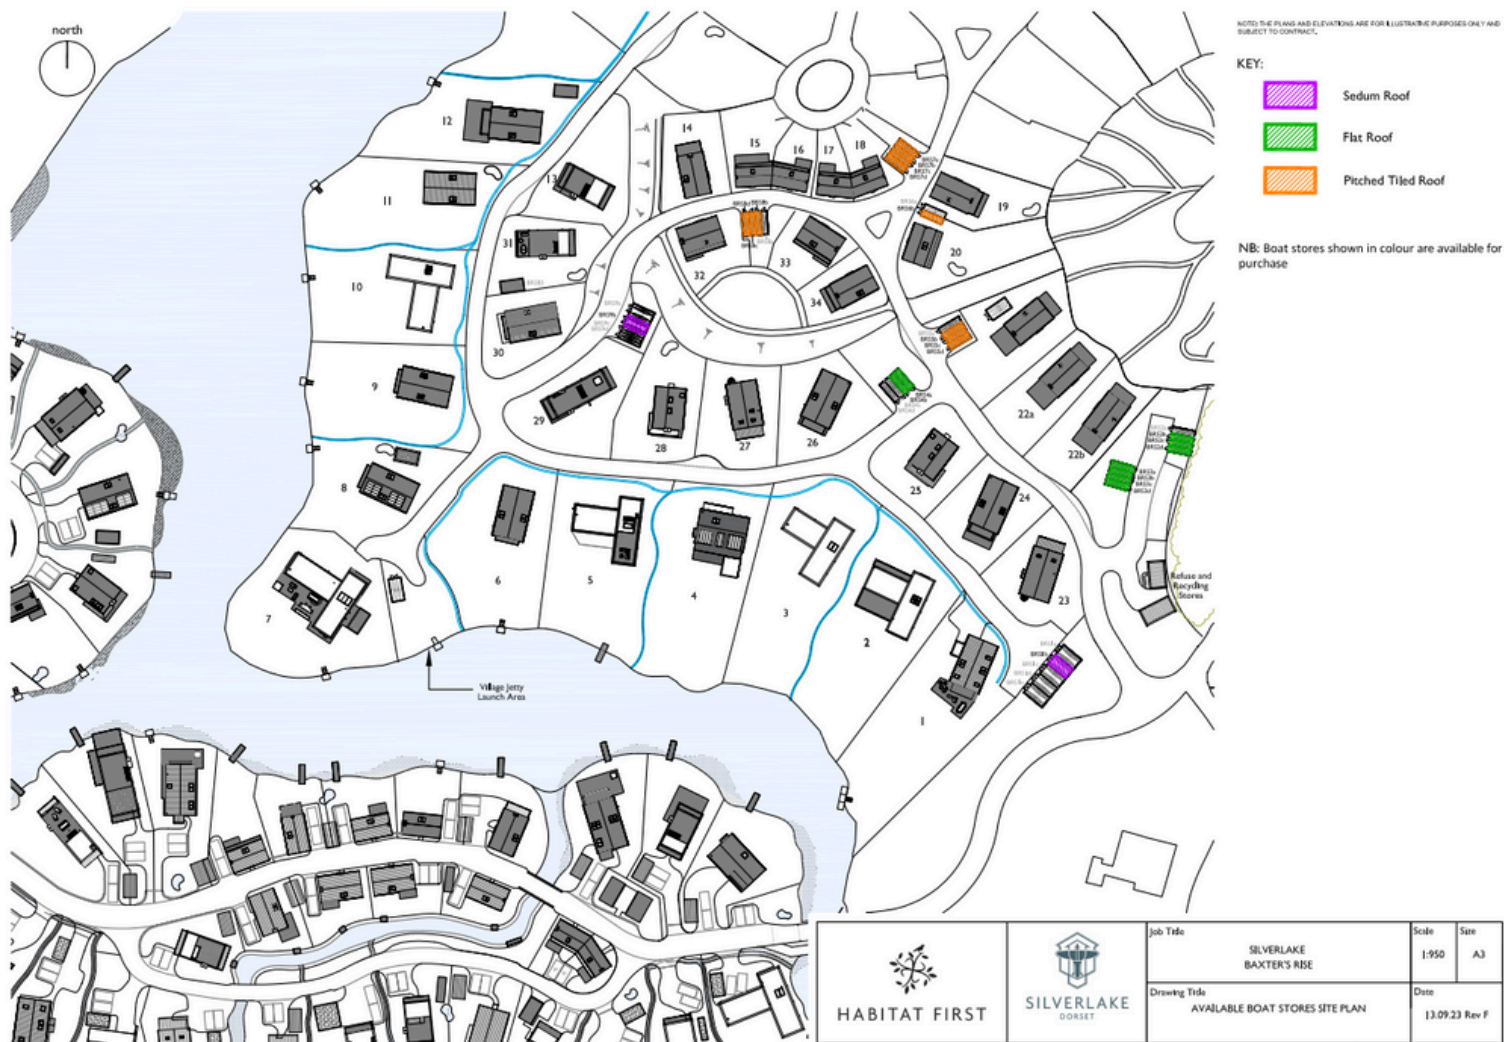 north
NOTE: THE PLANS AND ELEVATIONS ARE FOR ILLUSTRATIVE PURPOSES ONLY AND
SUBJECT TO CONTRACT.
KEY:
Sedum Roof
Flat Roof
Pitched Tiled Roof
NB: Boat stores shown in colour are available for
purchase
12
14
15
16
17
18
13
11
19
31
20
32
33
10
34
30
9
22a
29
28
27
26
22b
8
25
24
6
5
4
3
23
7
2
1
Refuse and
Recycling
Stores
Village Jetty
Launch Area
HABITAT FIRST
SILVERLAKE
DORSET
Job Title
SILVERLAKE
BAXTER'S RISE
Scale
1:950
Size
A3
Drawing Title
AVAILABLE BOAT STORES SITE PLAN
Date
13.09.23 Rev F